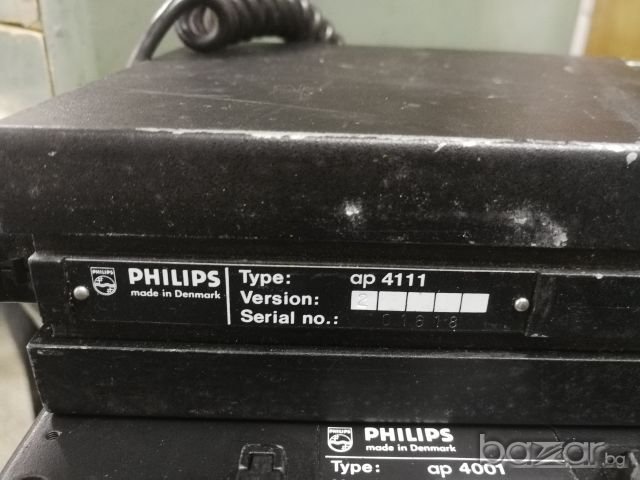 PHILIPS
made in Denmark
Type: ap 4111
Version: 2
Serial no.: 01618
PHILIPS
PHILIPS
made in Denmark
Type: ap 4001
bazar.bg